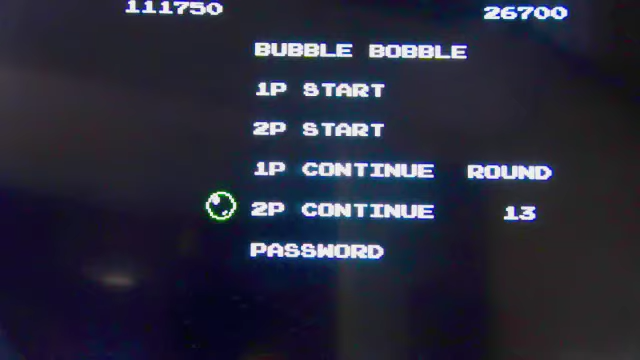 111750 26700
BUBBLE BOBBLE
1P START
2P START
1P CONTINUE ROUND
2P CONTINUE 13
PASSWORD